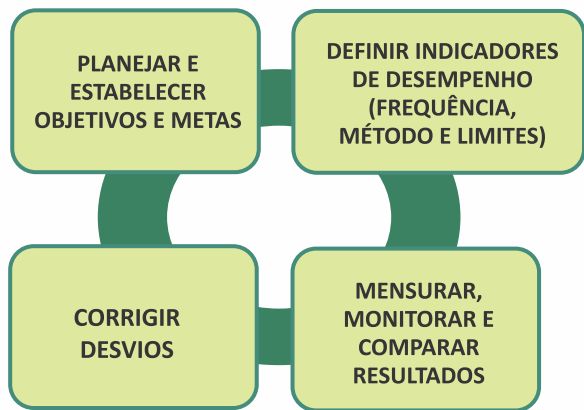 PLANEJAR E
ESTABELECER
OBJETIVOS E METAS
DEFINIR INDICADORES
DE DESEMPENHO
(FREQUÊNCIA,
MÉTODO E LIMITES)
CORRIGIR
DESVIOS
MENSURAR,
MONITORAR E
COMPARAR
RESULTADOS